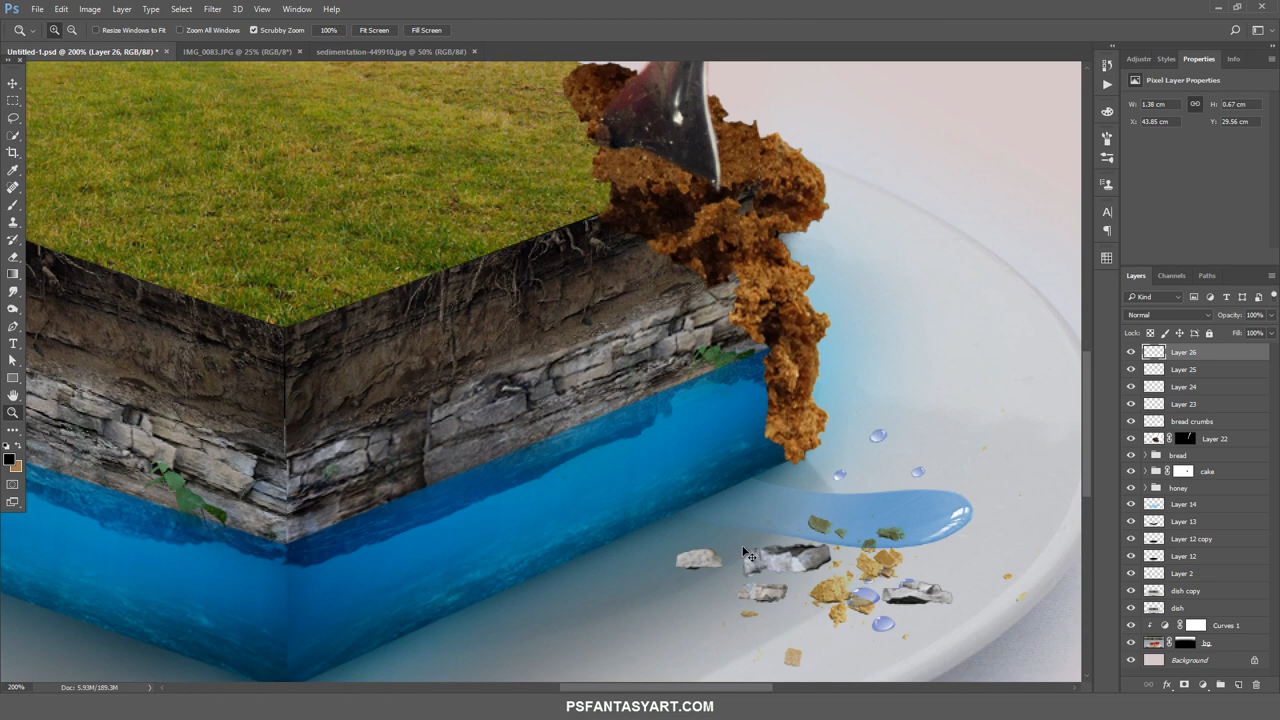 Ps File Edit Image Layer Type Select Filter 3D View Window Help
Resize Windows to Fit Zoom All Windows Scrubby Zoom 100% Fit Screen Fill Screen
Untitled-1.psd @ 200% (Layer 26, RGB/8#) * × IMG_0083.JPG @ 25% (RGB/8*) × sedimentation-449910.jpg @ 50% (RGB/8#) ×
Adjustr Styles Properties Info
Pixel Layer Properties
W: 1.38 cm H: 0.67 cm
X: 43.85 cm Y: 29.56 cm
Layers Channels Paths
Kind
Normal Opacity: 100%
Lock: Fill: 100%
Layer 26
Layer 25
Layer 24
Layer 23
bread crumbs
Layer 22
bread
cake
honey
Layer 14
Layer 13
Layer 12 copy
Layer 12
Layer 2
dish copy
dish
Curves 1
bg
Background
200% Doc: 5.93M/189.3M
PSFANTASYART.COM